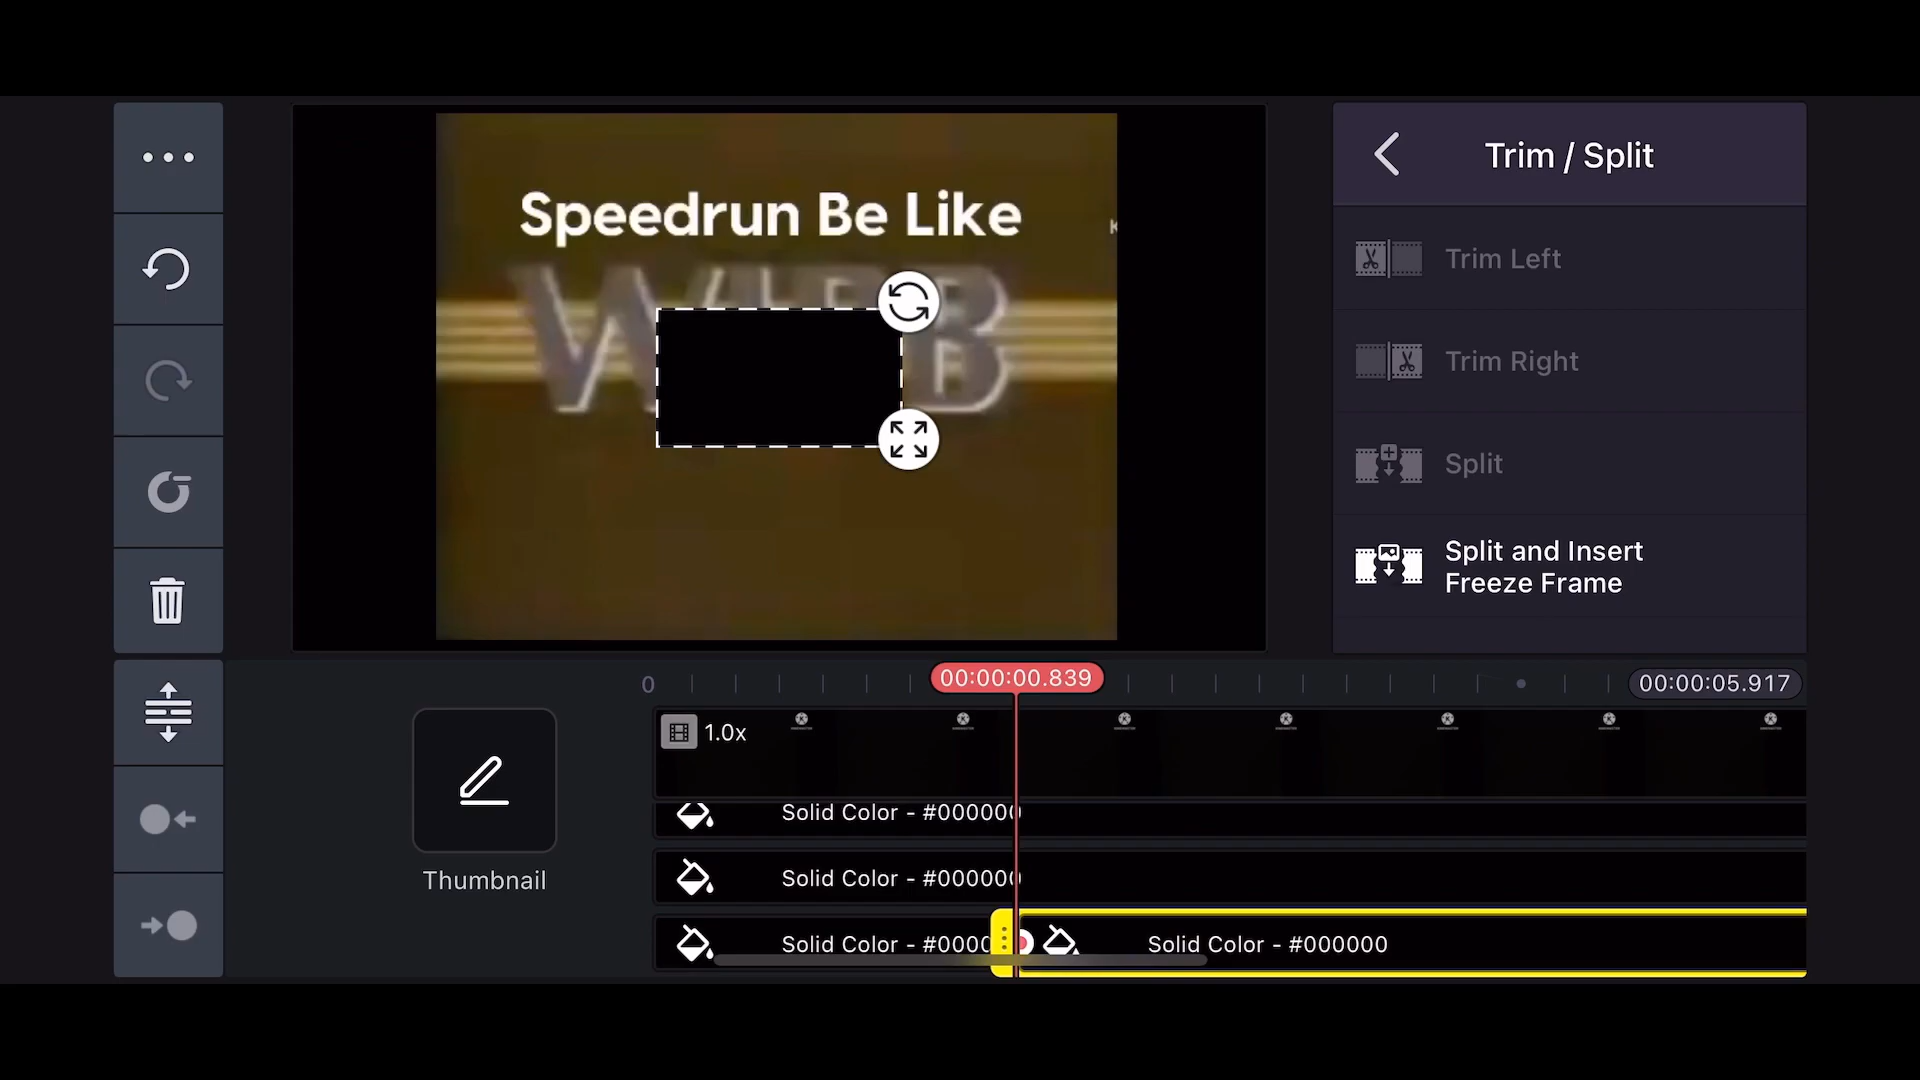 Trim / Split
Speedrun Be Like
K
W
B
Trim Left
Trim Right
Split
Split and Insert
Freeze Frame
0
00:00:00.839
00:00:05.917
1.0x
Solid Color - #000000
Thumbnail
Solid Color - #000000
Solid Color - #0000
Solid Color - #000000